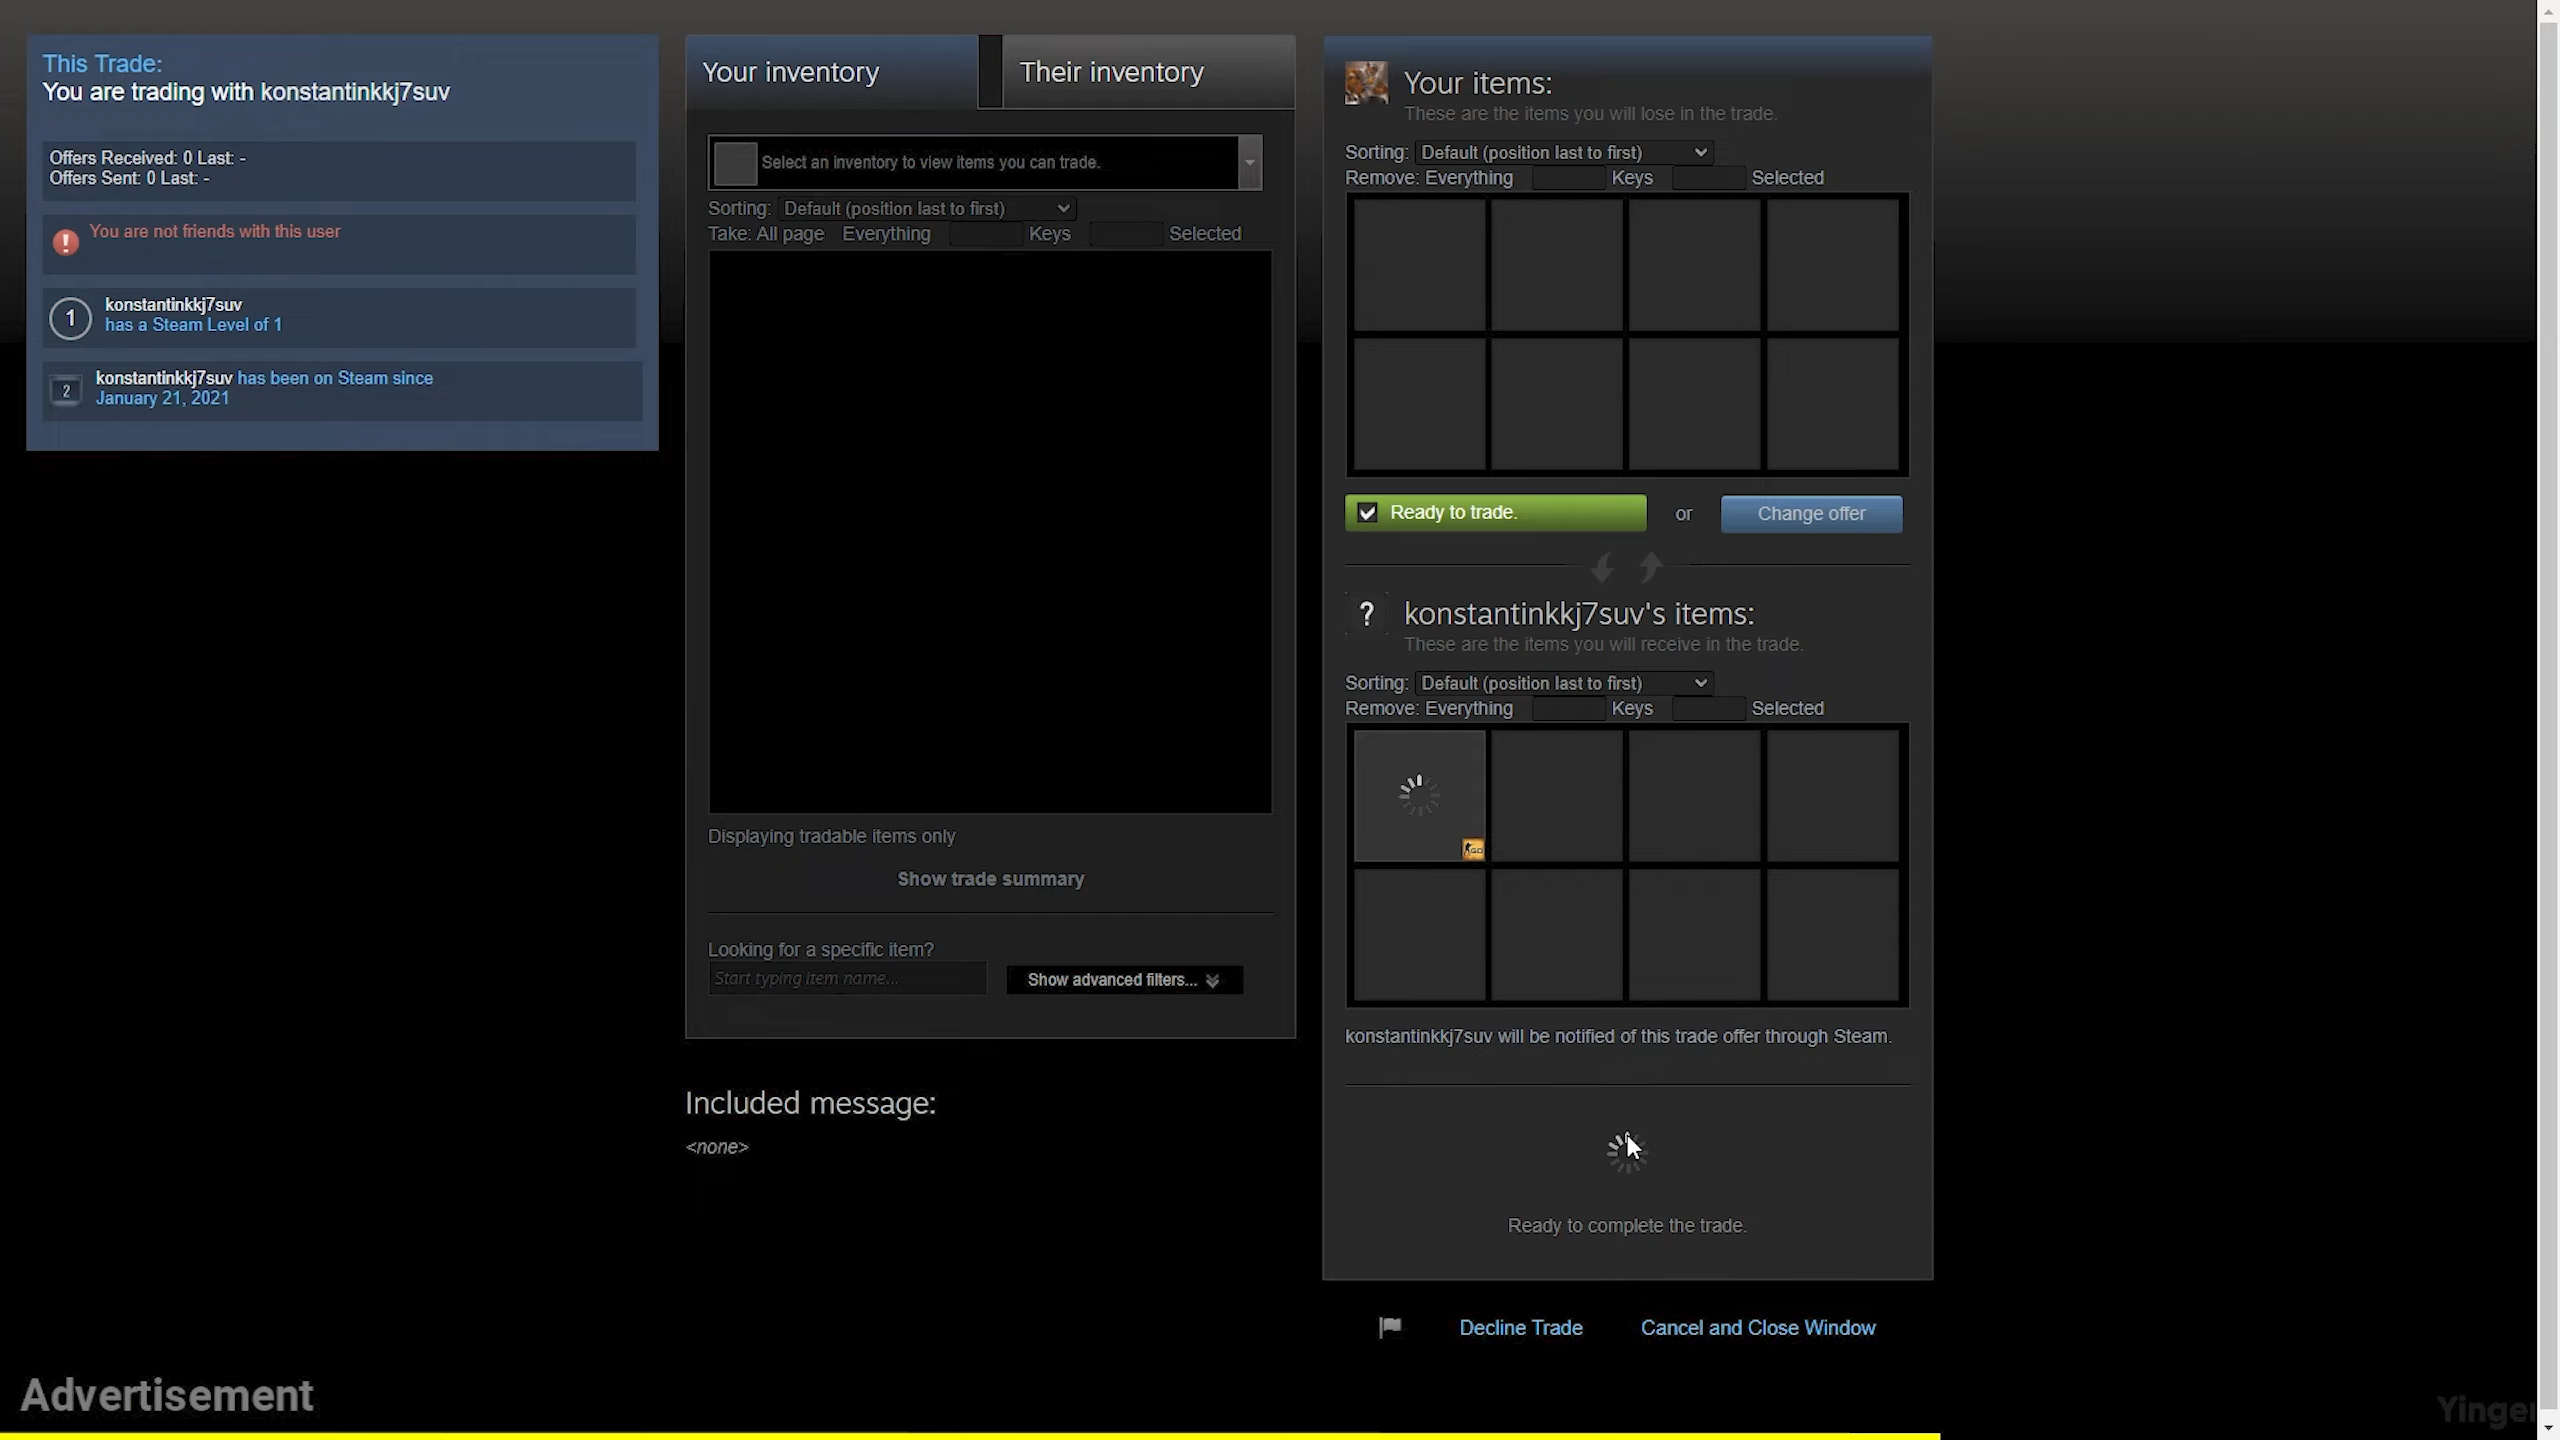 This Trade:
You are trading with konstantinkkj7suv
Offers Received: 0 Last: -
Offers Sent: 0 Last: -
You are not friends with this user
1
konstantinkkj7suv
has a Steam Level of 1
2
konstantinkkj7suv has been on Steam since
January 21, 2021
Your inventory
Their inventory
Select an inventory to view items you can trade.
Sorting: Default (position last to first)
Take: All page Everything Keys Selected
Displaying tradable items only
Show trade summary
Looking for a specific item?
Start typing item name...
Show advanced filters...
Included message:
<none>
Your items:
These are the items you will lose in the trade.
Sorting: Default (position last to first)
Remove: Everything Keys Selected
Ready to trade.
or
Change offer
?
konstantinkkj7suv's items:
These are the items you will receive in the trade.
Sorting: Default (position last to first)
Remove: Everything Keys Selected
GO
konstantinkkj7suv will be notified of this trade offer through Steam.
Ready to complete the trade.
Decline Trade
Cancel and Close Window
Advertisement